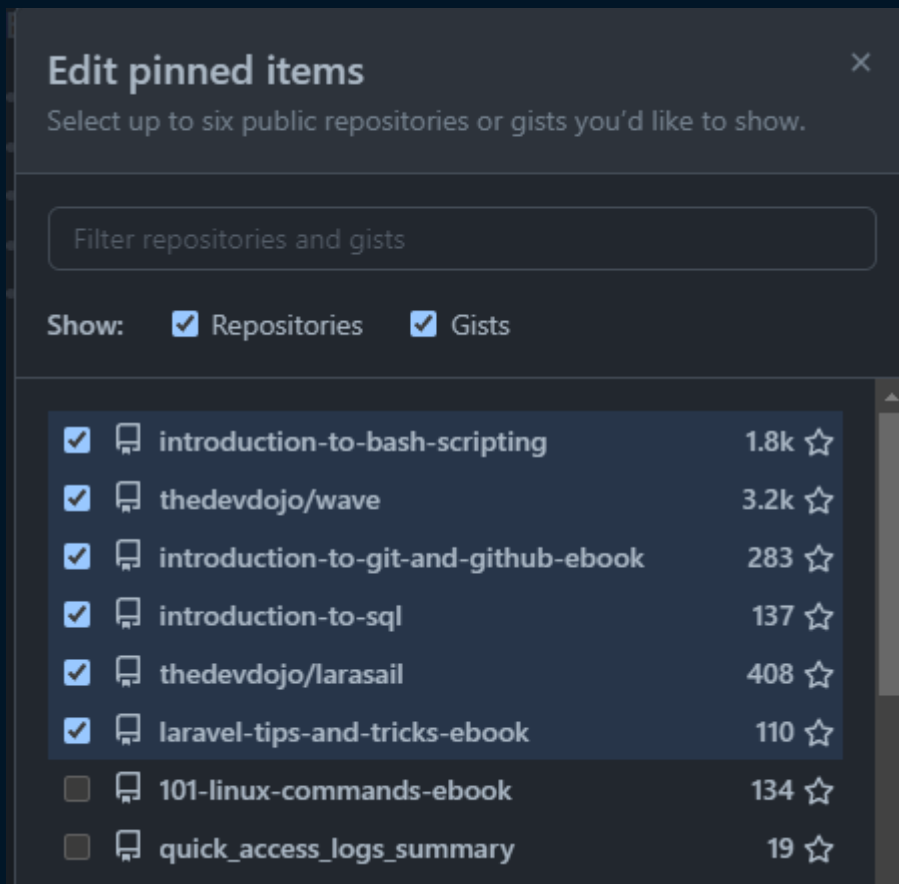 Edit pinned items
Select up to six public repositories or gists you'd like to show.
Filter repositories and gists
Show: Repositories Gists
introduction-to-bash-scripting 1.8k
thedevdojo/wave 3.2k
introduction-to-git-and-github-ebook 283
introduction-to-sql 137
thedevdojo/larasail 408
laravel-tips-and-tricks-ebook 110
101-linux-commands-ebook 134
quick_access_logs_summary 19